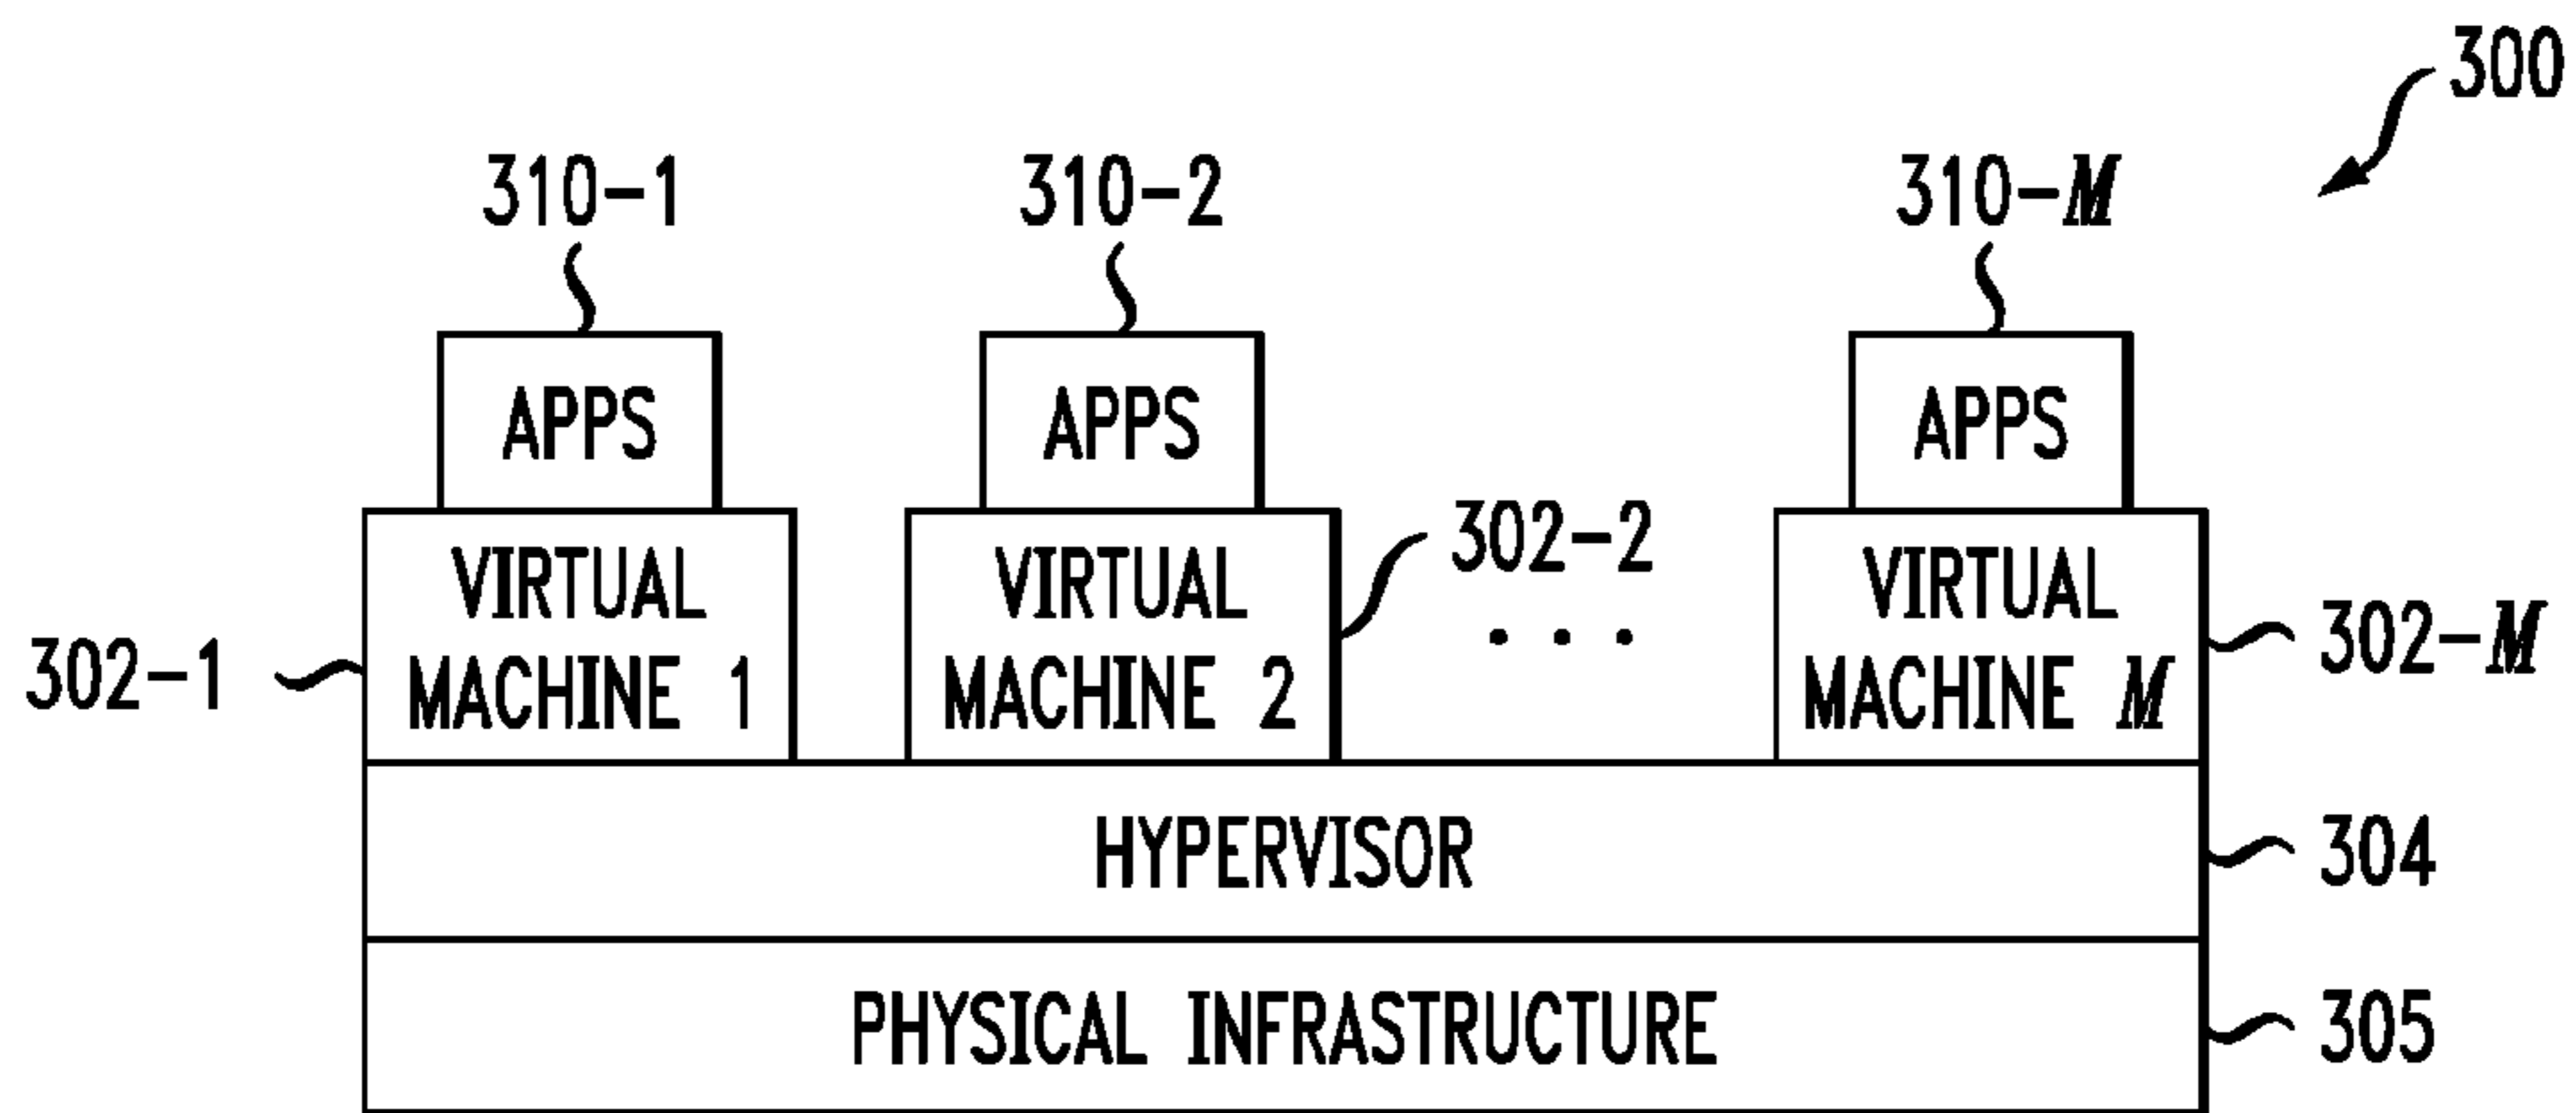 300
310-1
310-2
310-M
APPS
APPS
APPS
302-1
VIRTUAL
MACHINE 1
VIRTUAL
MACHINE 2
302-2
. . .
VIRTUAL
MACHINE M
302-M
HYPERVISOR
304
PHYSICAL INFRASTRUCTURE
305